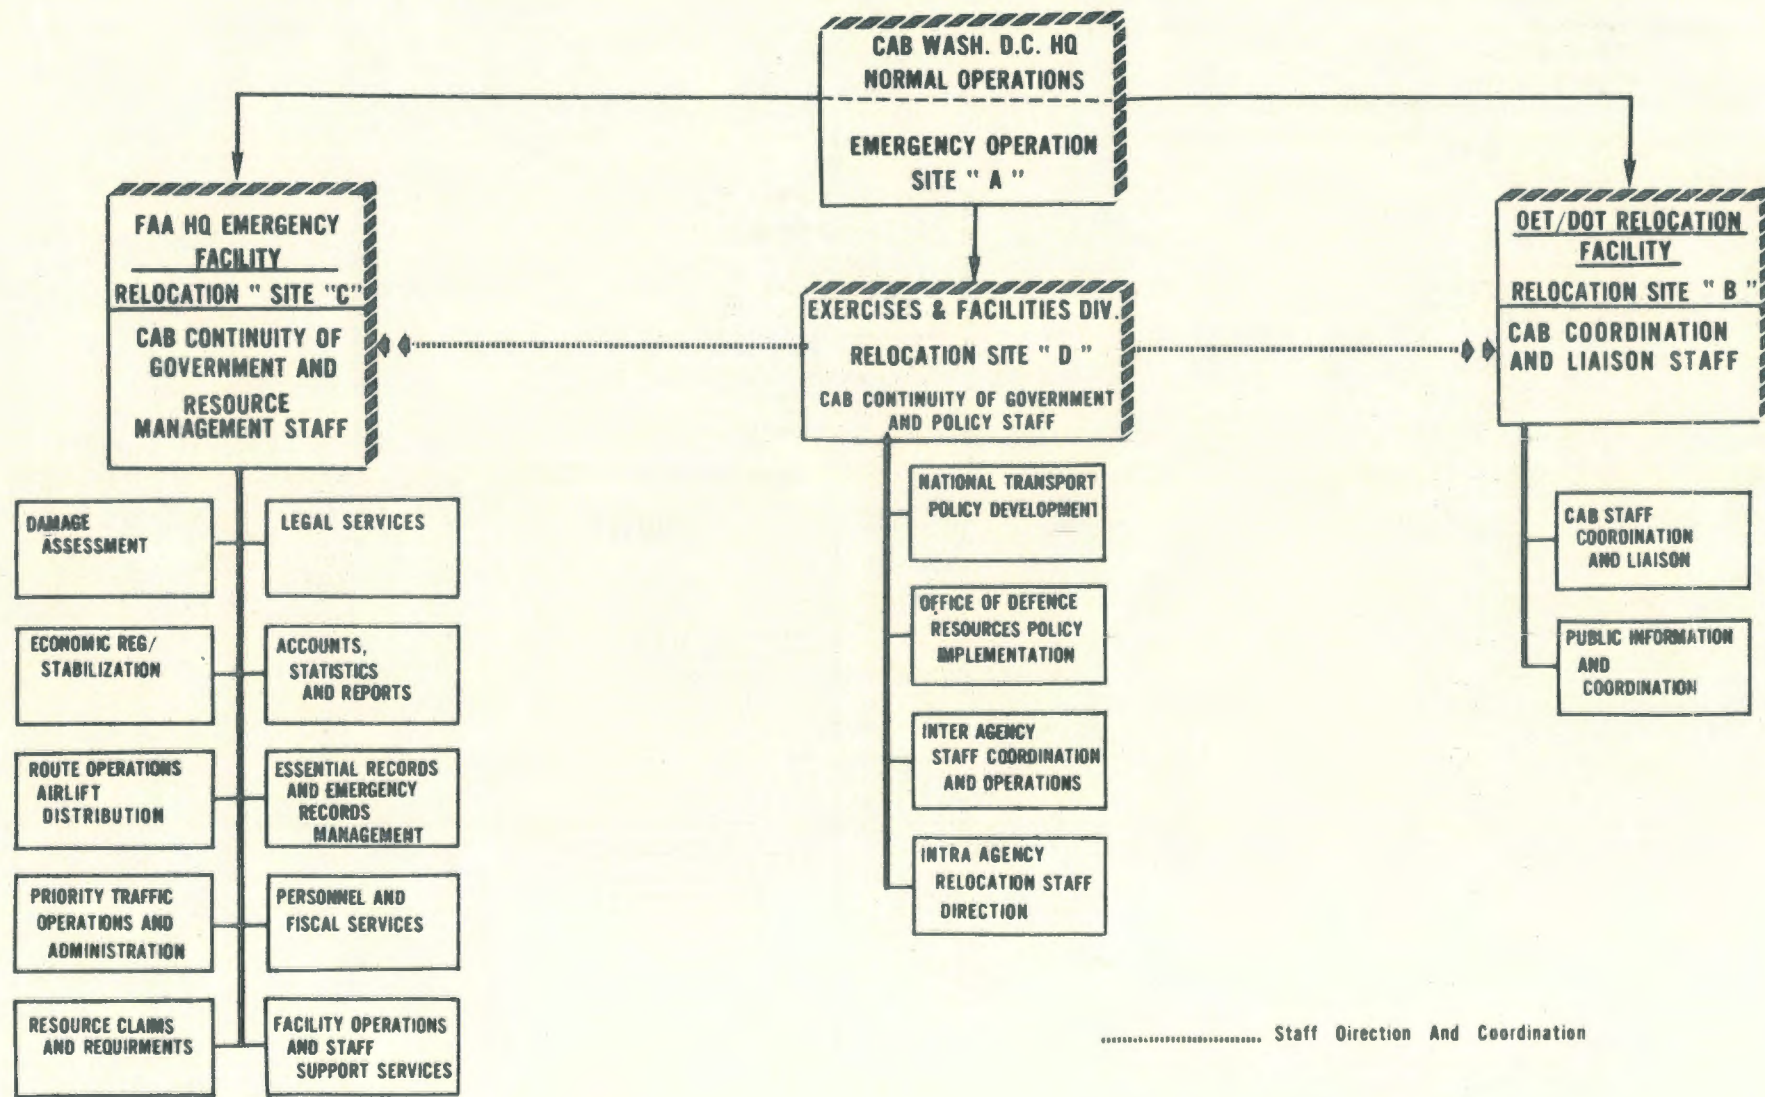 CAB WASH. D.C. HQ
NORMAL OPERATIONS
EMERGENCY OPERATION
SITE " A "
FAA HQ EMERGENCY
FACILITY
RELOCATION " SITE "C"
CAB CONTINUITY OF
GOVERNMENT AND
RESOURCE
MANAGEMENT STAFF
EXERCISES & FACILITIES DIV.
RELOCATION SITE " D "
CAB CONTINUITY OF GOVERNMENT
AND POLICY STAFF
OET/DOT RELOCATION
FACILITY
RELOCATION SITE " B "
CAB COORDINATION
AND LIAISON STAFF
DAMAGE
ASSESSMENT
LEGAL SERVICES
ECONOMIC REG/
STABILIZATION
ACCOUNTS,
STATISTICS
AND REPORTS
ROUTE OPERATIONS
AIRLIFT
DISTRIBUTION
ESSENTIAL RECORDS
AND EMERGENCY
RECORDS
MANAGEMENT
PRIORITY TRAFFIC
OPERATIONS AND
ADMINISTRATION
PERSONNEL AND
FISCAL SERVICES
RESOURCE CLAIMS
AND REQUIRMENTS
FACILITY OPERATIONS
AND STAFF
SUPPORT SERVICES
NATIONAL TRANSPORT
POLICY DEVELOPMENT
OFFICE OF DEFENCE
RESOURCES POLICY
IMPLEMENTATION
INTER AGENCY
STAFF COORDINATION
AND OPERATIONS
INTRA AGENCY
RELOCATION STAFF
DIRECTION
CAB STAFF
COORDINATION
AND LIAISON
PUBLIC INFORMATION
AND
COORDINATION
Staff Direction And Coordination